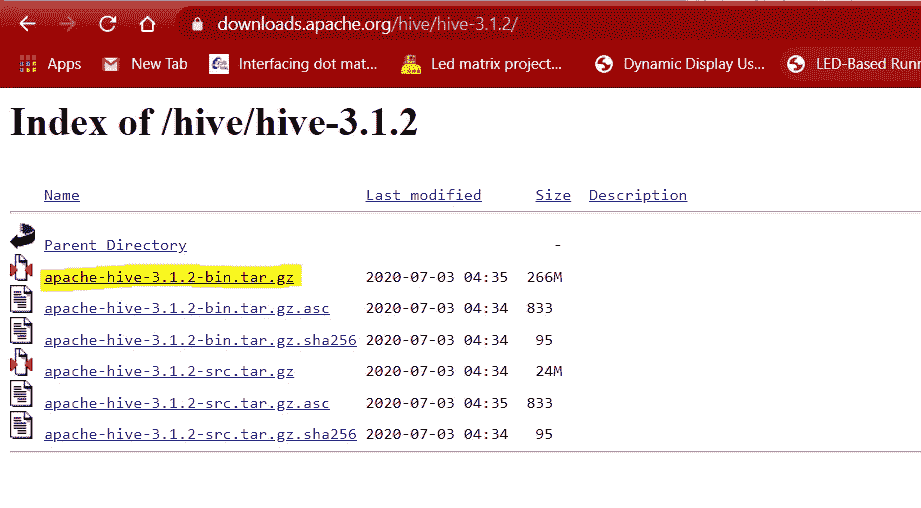 downloads.apache.org/hive/hive-3.1.2/
Apps New Tab Interfacing dot mat... Led matrix project... Dynamic Display Us... LED-Based Runn
Index of /hive/hive-3.1.2
Name Last modified Size Description
Parent Directory -
apache-hive-3.1.2-bin.tar.gz 2020-07-03 04:35 266M
apache-hive-3.1.2-bin.tar.gz.asc 2020-07-03 04:34 833
apache-hive-3.1.2-bin.tar.gz.sha256 2020-07-03 04:34 95
apache-hive-3.1.2-src.tar.gz 2020-07-03 04:34 24M
apache-hive-3.1.2-src.tar.gz.asc 2020-07-03 04:35 833
apache-hive-3.1.2-src.tar.gz.sha256 2020-07-03 04:34 95